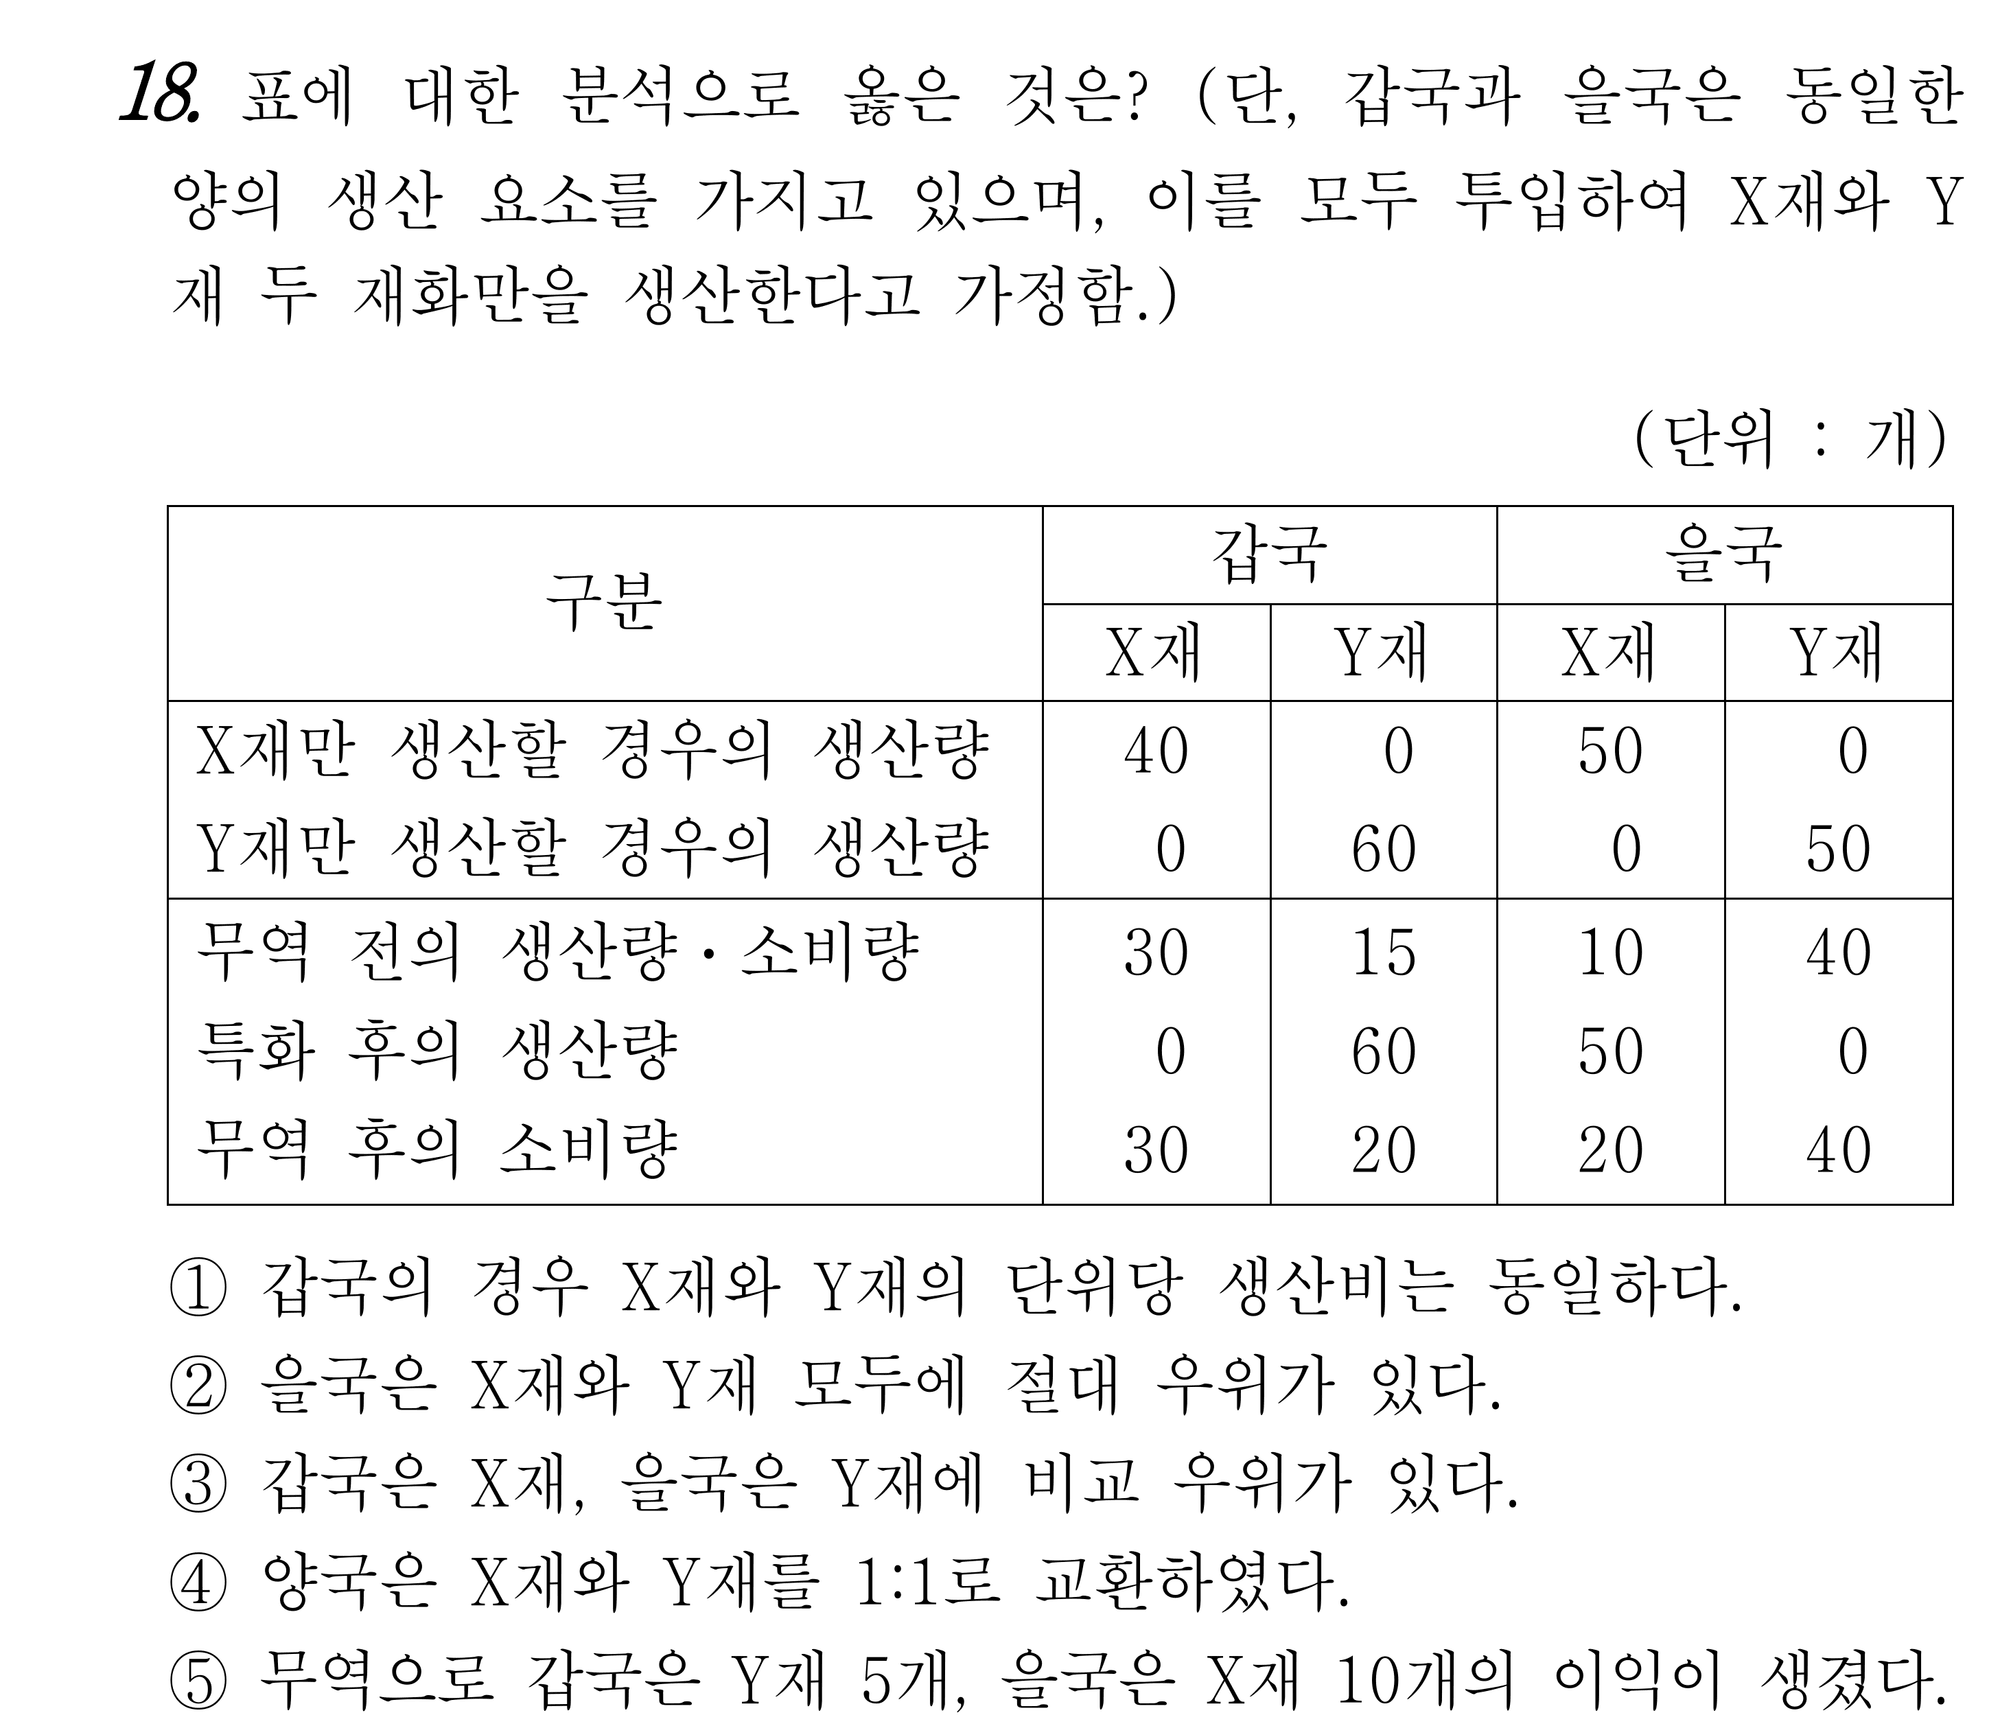 18. 표에 대한 분석으로 옳은 것은? (단, 갑국과 을국은 동일한
양의 생산 요소를 가지고 있으며, 이를 모두 투입하여 X재와 Y
재 두 재화만을 생산한다고 가정함.)
(단위 : 개)
구분 갑국 을국
X재 Y재 X재 Y재
X재만 생산할 경우의 생산량 40 0 50 0
Y재만 생산할 경우의 생산량 0 60 0 50
무역 전의 생산량·소비량 30 15 10 40
특화 후의 생산량 0 60 50 0
무역 후의 소비량 30 20 20 40
① 갑국의 경우 X재와 Y재의 단위당 생산비는 동일하다.
② 을국은 X재와 Y재 모두에 절대 우위가 있다.
③ 갑국은 X재, 을국은 Y재에 비교 우위가 있다.
④ 양국은 X재와 Y재를 1:1로 교환하였다.
⑤ 무역으로 갑국은 Y재 5개, 을국은 X재 10개의 이익이 생겼다.